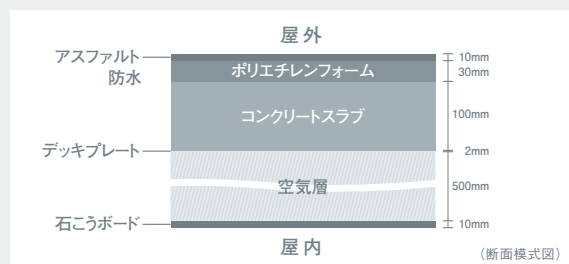 屋外
アスファルト
防水
ポリエチレンフォーム
コンクリートスラブ
デッキプレート
空気層
石こうボード
屋内
10mm
30mm
100mm
2mm
500mm
10mm
(断面模式図)